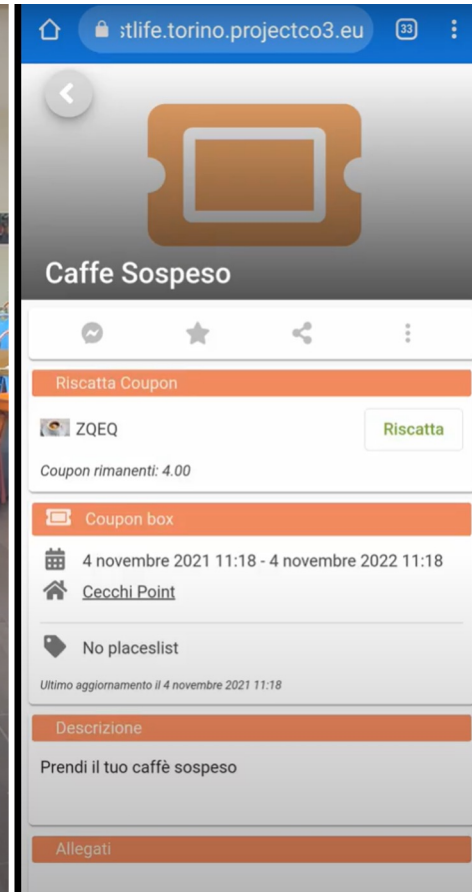 stlife.torino.projectco3.eu
33
Caffe Sospeso
Riscatta Coupon
ZQEQ
Riscatta
Coupon rimanenti: 4.00
Coupon box
4 novembre 2021 11:18 - 4 novembre 2022 11:18
Cecchi Point
No placeslist
Ultimo aggiornamento il 4 novembre 2021 11:18
Descrizione
Prendi il tuo caffè sospeso
Allegati